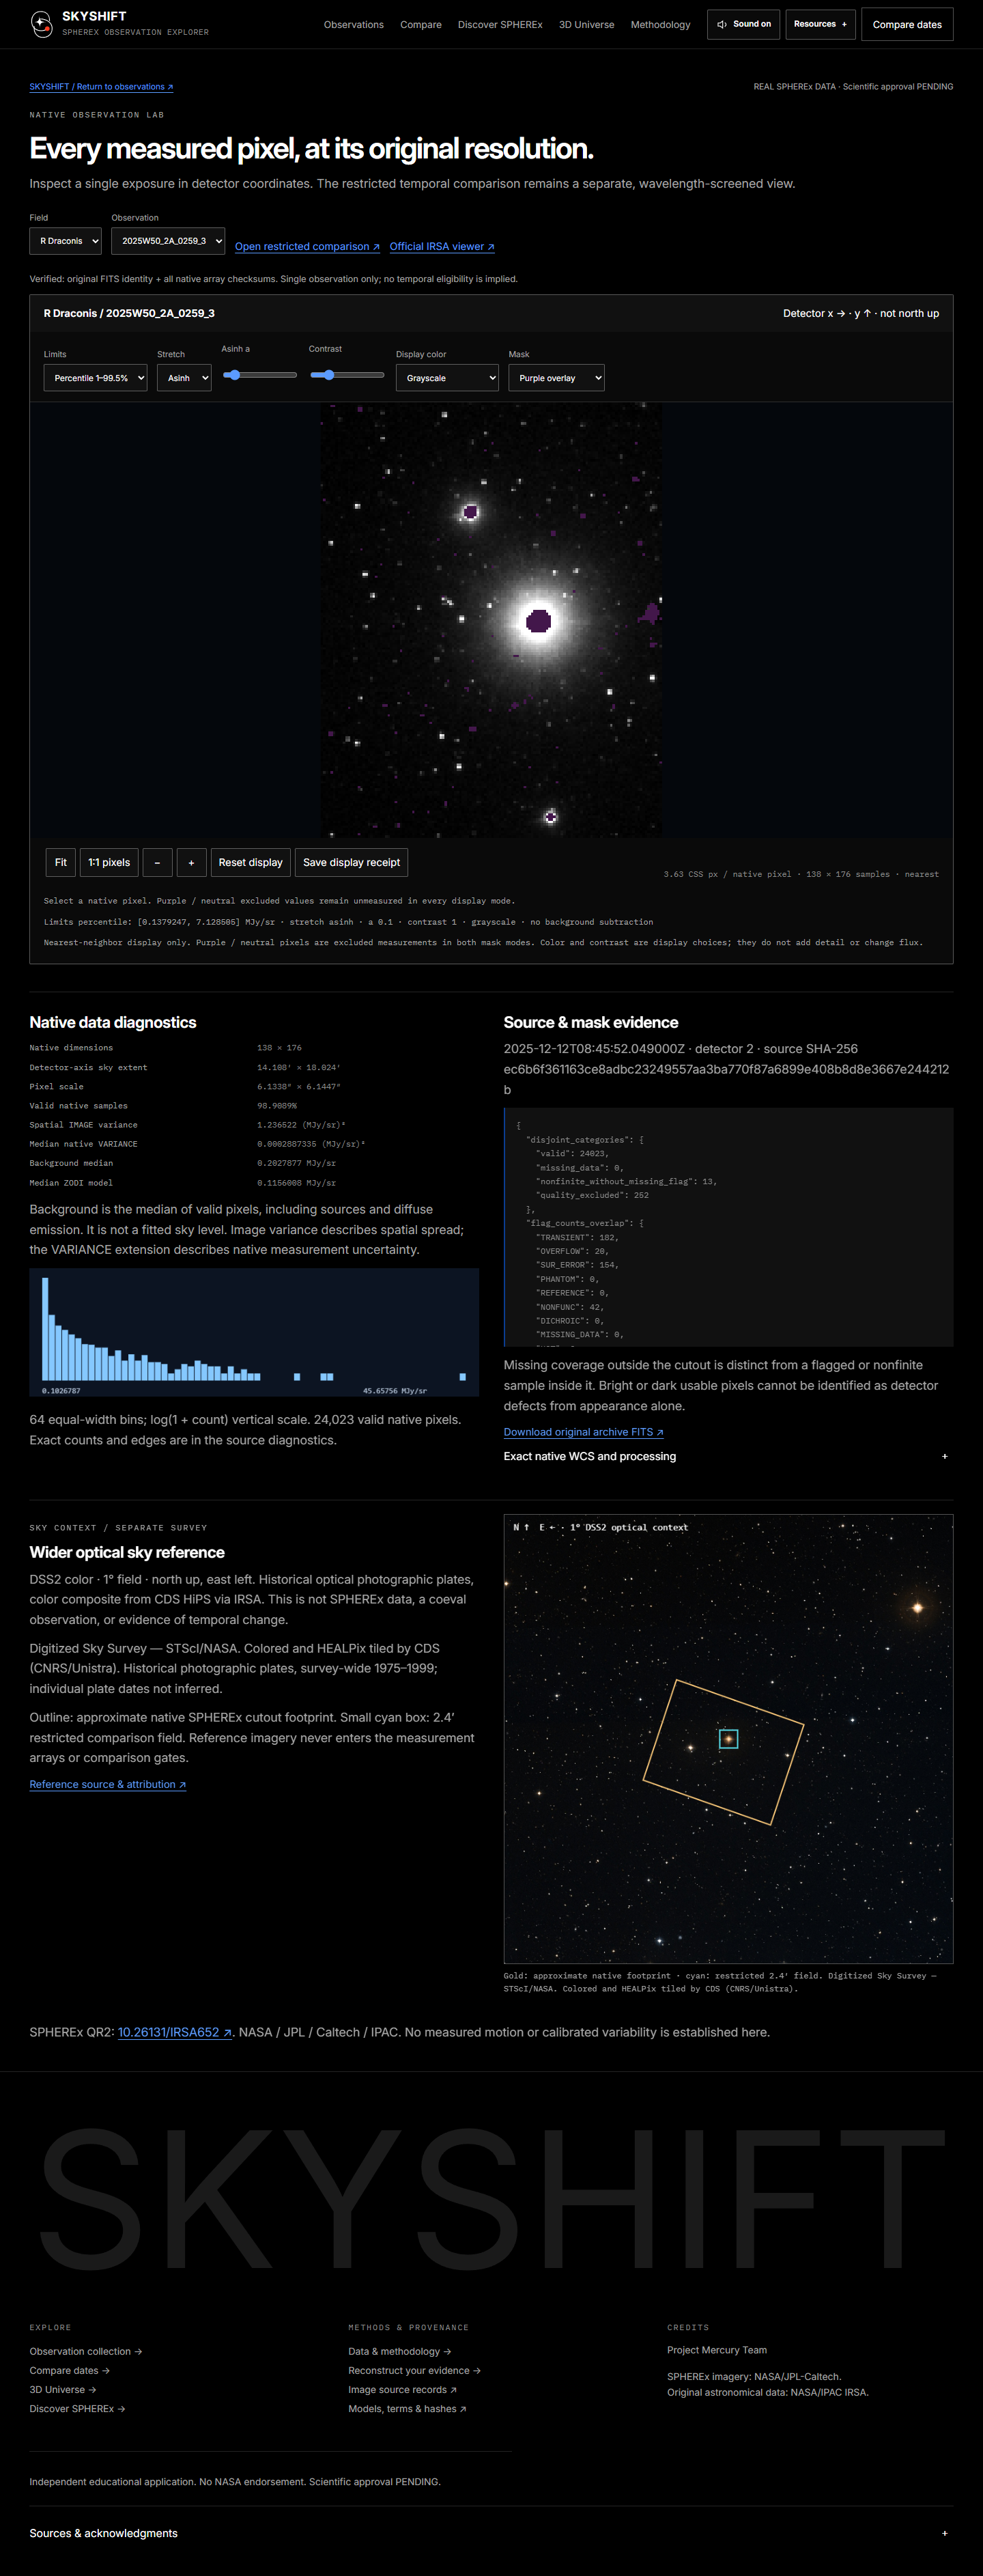 SKYSHIFT
SPHEREX OBSERVATION EXPLORER
Observations
Compare
Discover SPHEREx
3D Universe
Methodology
Sound on
Resources +
Compare dates
SKYSHIFT / Return to observations ↗
REAL SPHEREx DATA · Scientific approval PENDING
NATIVE OBSERVATION LAB
Every measured pixel, at its original resolution.
Inspect a single exposure in detector coordinates. The restricted temporal comparison remains a separate, wavelength-screened view.
Field
Observation
R Draconis
2025W50_2A_0259_3
Open restricted comparison ↗
Official IRSA viewer ↗
Verified: original FITS identity + all native array checksums. Single observation only; no temporal eligibility is implied.
R Draconis / 2025W50_2A_0259_3
Detector x → · y ↑ · not north up
Limits
Stretch
Asinh a
Contrast
Display color
Mask
Percentile 1–99.5%
Asinh
Grayscale
Purple overlay
Fit
1:1 pixels
−
+
Reset display
Save display receipt
3.63 CSS px / native pixel · 138 × 176 samples · nearest
Select a native pixel. Purple / neutral excluded values remain unmeasured in every display mode.
Limits percentile: [0.1379247, 7.128505] MJy/sr · stretch asinh · a 0.1 · contrast 1 · grayscale · no background subtraction
Nearest-neighbor display only. Purple / neutral pixels are excluded measurements in both mask modes. Color and contrast are display choices; they do not add detail or change flux.
Native data diagnostics
Native dimensions 138 × 176
Detector-axis sky extent 14.108′ × 18.024′
Pixel scale 6.1338″ × 6.1447″
Valid native samples 98.9089%
Spatial IMAGE variance 1.236522 (MJy/sr)²
Median native VARIANCE 0.0002887335 (MJy/sr)²
Background median 0.2027877 MJy/sr
Median ZODI model 0.1156008 MJy/sr
Background is the median of valid pixels, including sources and diffuse
emission. It is not a fitted sky level. Image variance describes spatial spread;
the VARIANCE extension describes native measurement uncertainty.
0.1026787
45.65756 MJy/sr
64 equal-width bins; log(1 + count) vertical scale. 24,023 valid native pixels.
Exact counts and edges are in the source diagnostics.
Source & mask evidence
2025-12-12T08:45:52.049000Z · detector 2 · source SHA-256
ec6b6f361163ce8adbc23249557aa3ba770f87a6899e408b8d8e3667e244212
b
{
"disjoint_categories": {
"valid": 24023,
"missing_data": 0,
"nonfinite_without_missing_flag": 13,
"quality_excluded": 252
},
"flag_counts_overlap": {
"TRANSIENT": 182,
"OVERFLOW": 20,
"SUR_ERROR": 154,
"PHANTOM": 0,
"REFERENCE": 0,
"NONFUNC": 42,
"DICHROIC": 0,
"MISSING_DATA": 0,
Missing coverage outside the cutout is distinct from a flagged or nonfinite
sample inside it. Bright or dark usable pixels cannot be identified as detector
defects from appearance alone.
Download original archive FITS ↗
Exact native WCS and processing +
SKY CONTEXT / SEPARATE SURVEY
Wider optical sky reference
DSS2 color · 1° field · north up, east left. Historical optical photographic plates,
color composite from CDS HiPS via IRSA. This is not SPHEREx data, a coeval
observation, or evidence of temporal change.
Digitized Sky Survey — STScI/NASA. Colored and HEALPix tiled by CDS
(CNRS/Unistra). Historical photographic plates, survey-wide 1975–1999;
individual plate dates not inferred.
Outline: approximate native SPHEREx cutout footprint. Small cyan box: 2.4′
restricted comparison field. Reference imagery never enters the measurement
arrays or comparison gates.
Reference source & attribution ↗
N ↑ E ← · 1° DSS2 optical context
Gold: approximate native footprint · cyan: restricted 2.4′ field. Digitized Sky Survey —
STScI/NASA. Colored and HEALPix tiled by CDS (CNRS/Unistra).
SPHEREx QR2: 10.26131/IRSA652 ↗. NASA / JPL / Caltech / IPAC. No measured motion or calibrated variability is established here.
SKYSHIFT
EXPLORE
Observation collection →
Compare dates →
3D Universe →
Discover SPHEREx →
METHODS & PROVENANCE
Data & methodology →
Reconstruct your evidence →
Image source records ↗
Models, terms & hashes ↗
CREDITS
Project Mercury Team
SPHEREx imagery: NASA/JPL-Caltech.
Original astronomical data: NASA/IPAC IRSA.
Independent educational application. No NASA endorsement. Scientific approval PENDING.
Sources & acknowledgments +